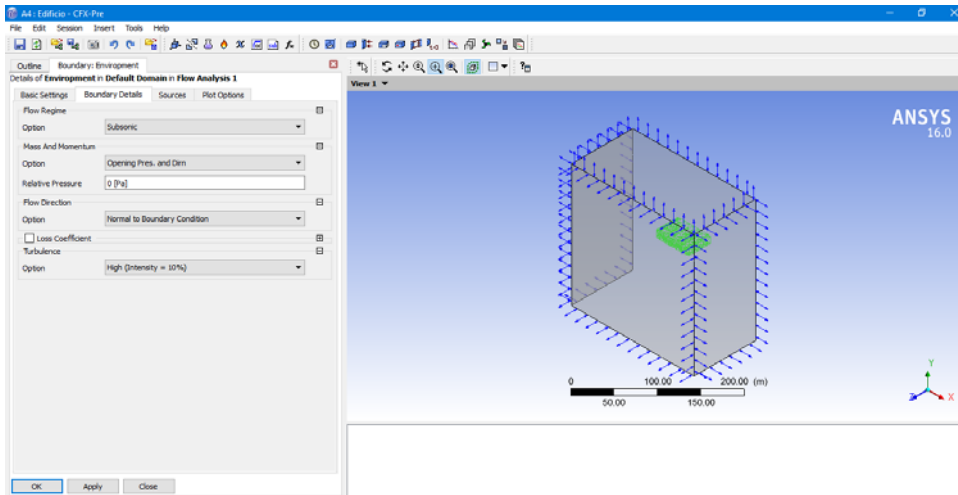 A4 : Edificio - CFX-Pre
File Edit Session Insert Tools Help
Outline Boundary: Enviropment
Details of Enviropment in Default Domain in Flow Analysis 1
Basic Settings Boundary Details Sources Plot Options
Flow Regime
Option Subsonic
Mass And Momentum
Option Opening Pres. and Dirn
Relative Pressure 0 [Pa]
Flow Direction
Option Normal to Boundary Condition
Loss Coefficient
Turbulence
Option High (Intensity = 10%)
OK Apply Close
View 1
ANSYS
16.0
0 100.00 200.00 (m)
50.00 150.00
Y
Z X